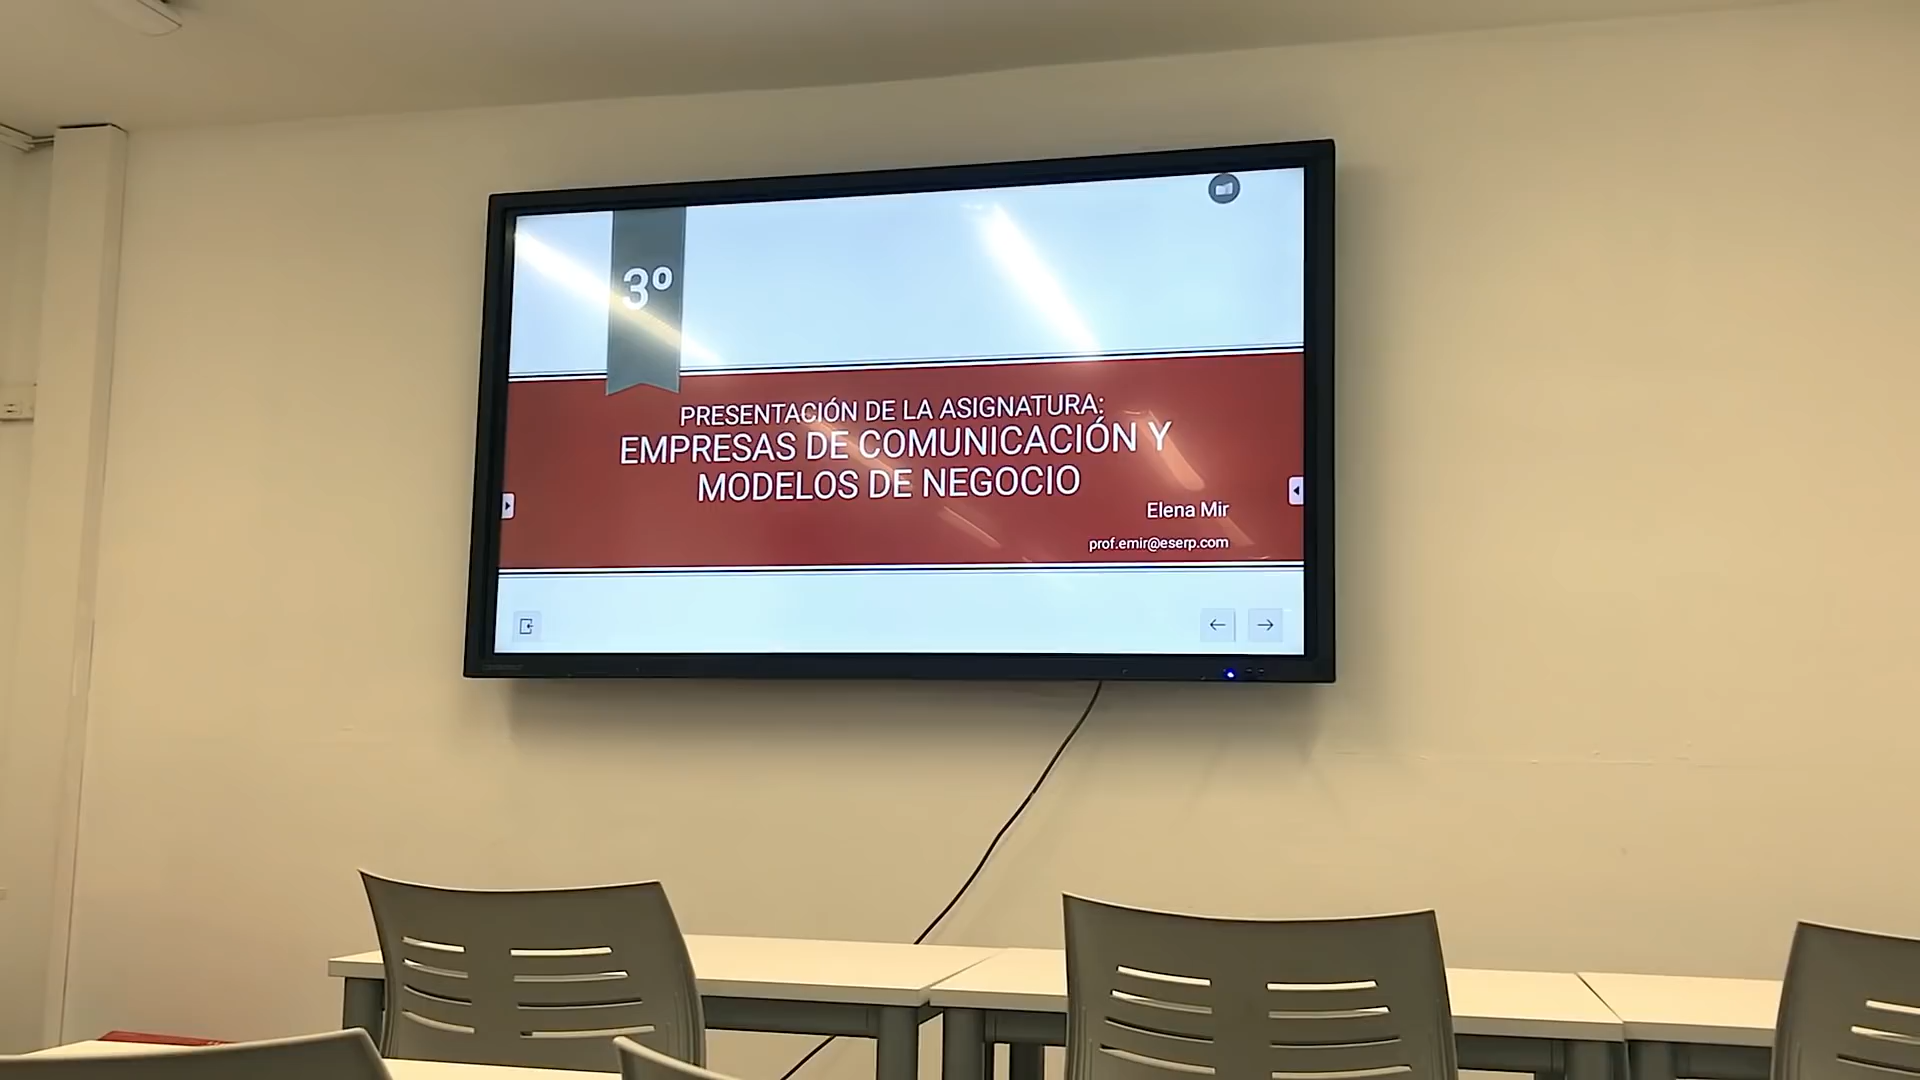 3º
PRESENTACIÓN DE LA ASIGNATURA:
EMPRESAS DE COMUNICACIÓN Y
MODELOS DE NEGOCIO
Elena Mir
prof.emir@eserp.com